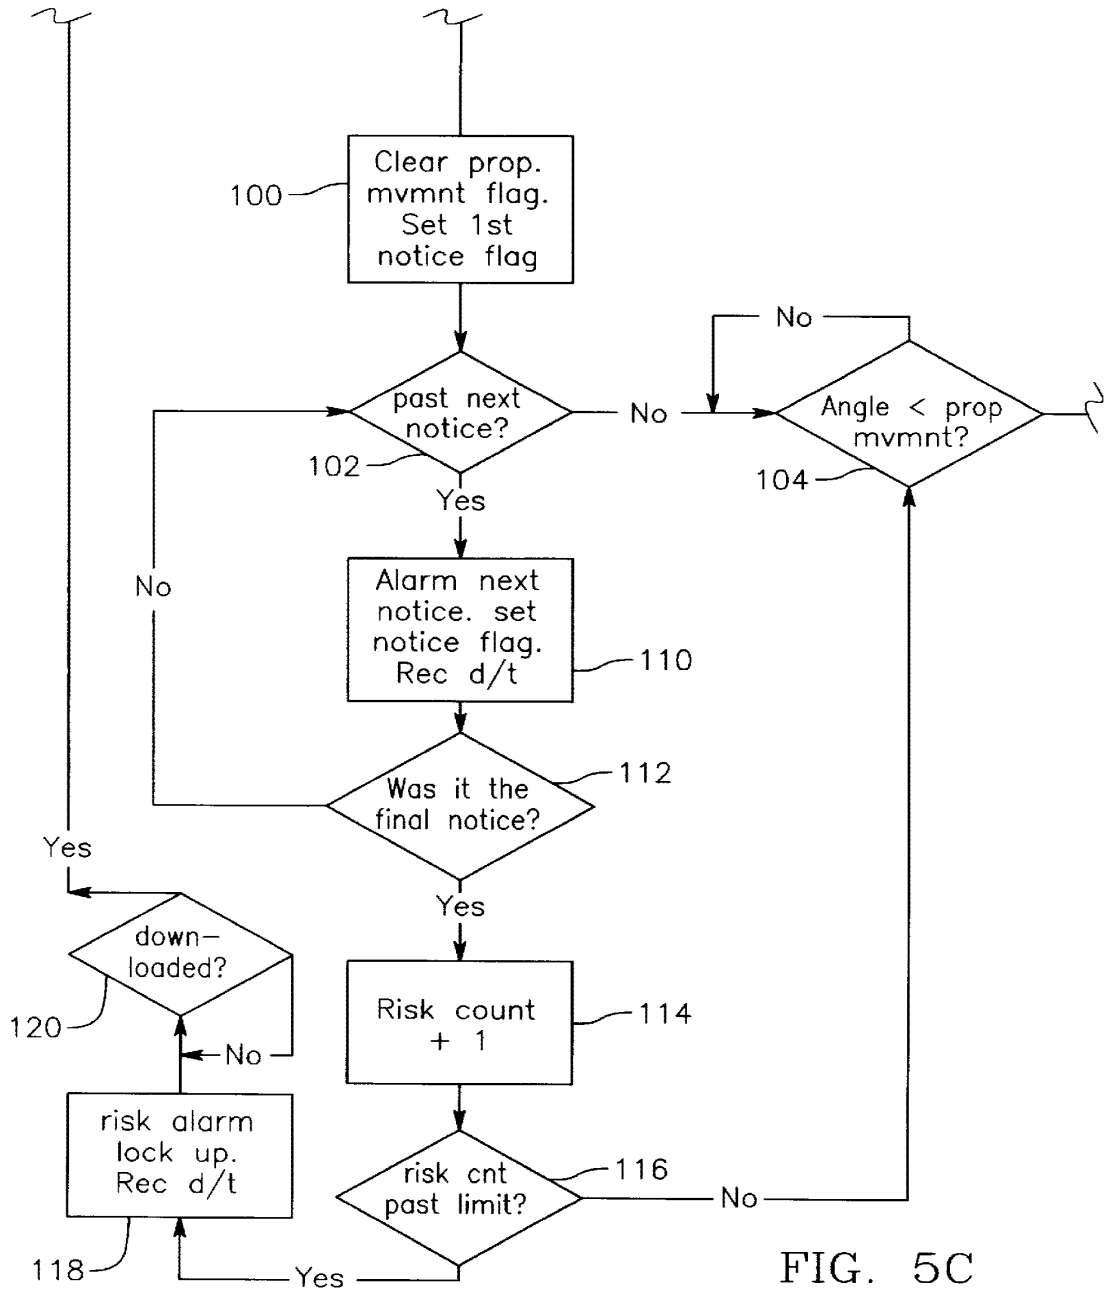 Clear prop.
mvmnt flag.
Set 1st
notice flag
100
No
past next
notice?
No
Angle < prop
mvmnt?
102
104
Yes
Alarm next
notice. set
notice flag.
Rec d/t
No
110
Was it the
final notice?
112
Yes
Yes
down-
loaded?
120
No
Risk count
+ 1
114
risk alarm
lock up.
Rec d/t
risk cnt
past limit?
116
No
118
Yes
FIG. 5C